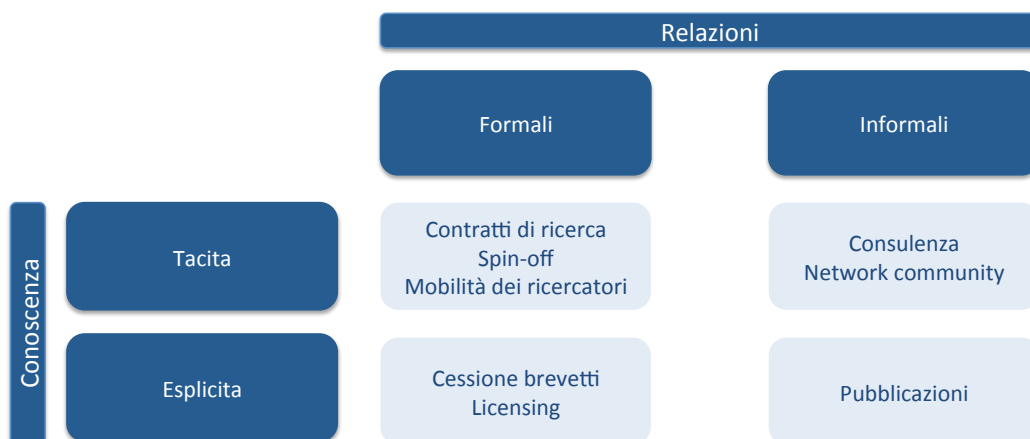 Relazioni
Formali
Informali
Conoscenza
Tacita
Contratti di ricerca
Spin-off
Mobilità dei ricercatori
Consulenza
Network community
Esplicita
Cessione brevetti
Licensing
Pubblicazioni